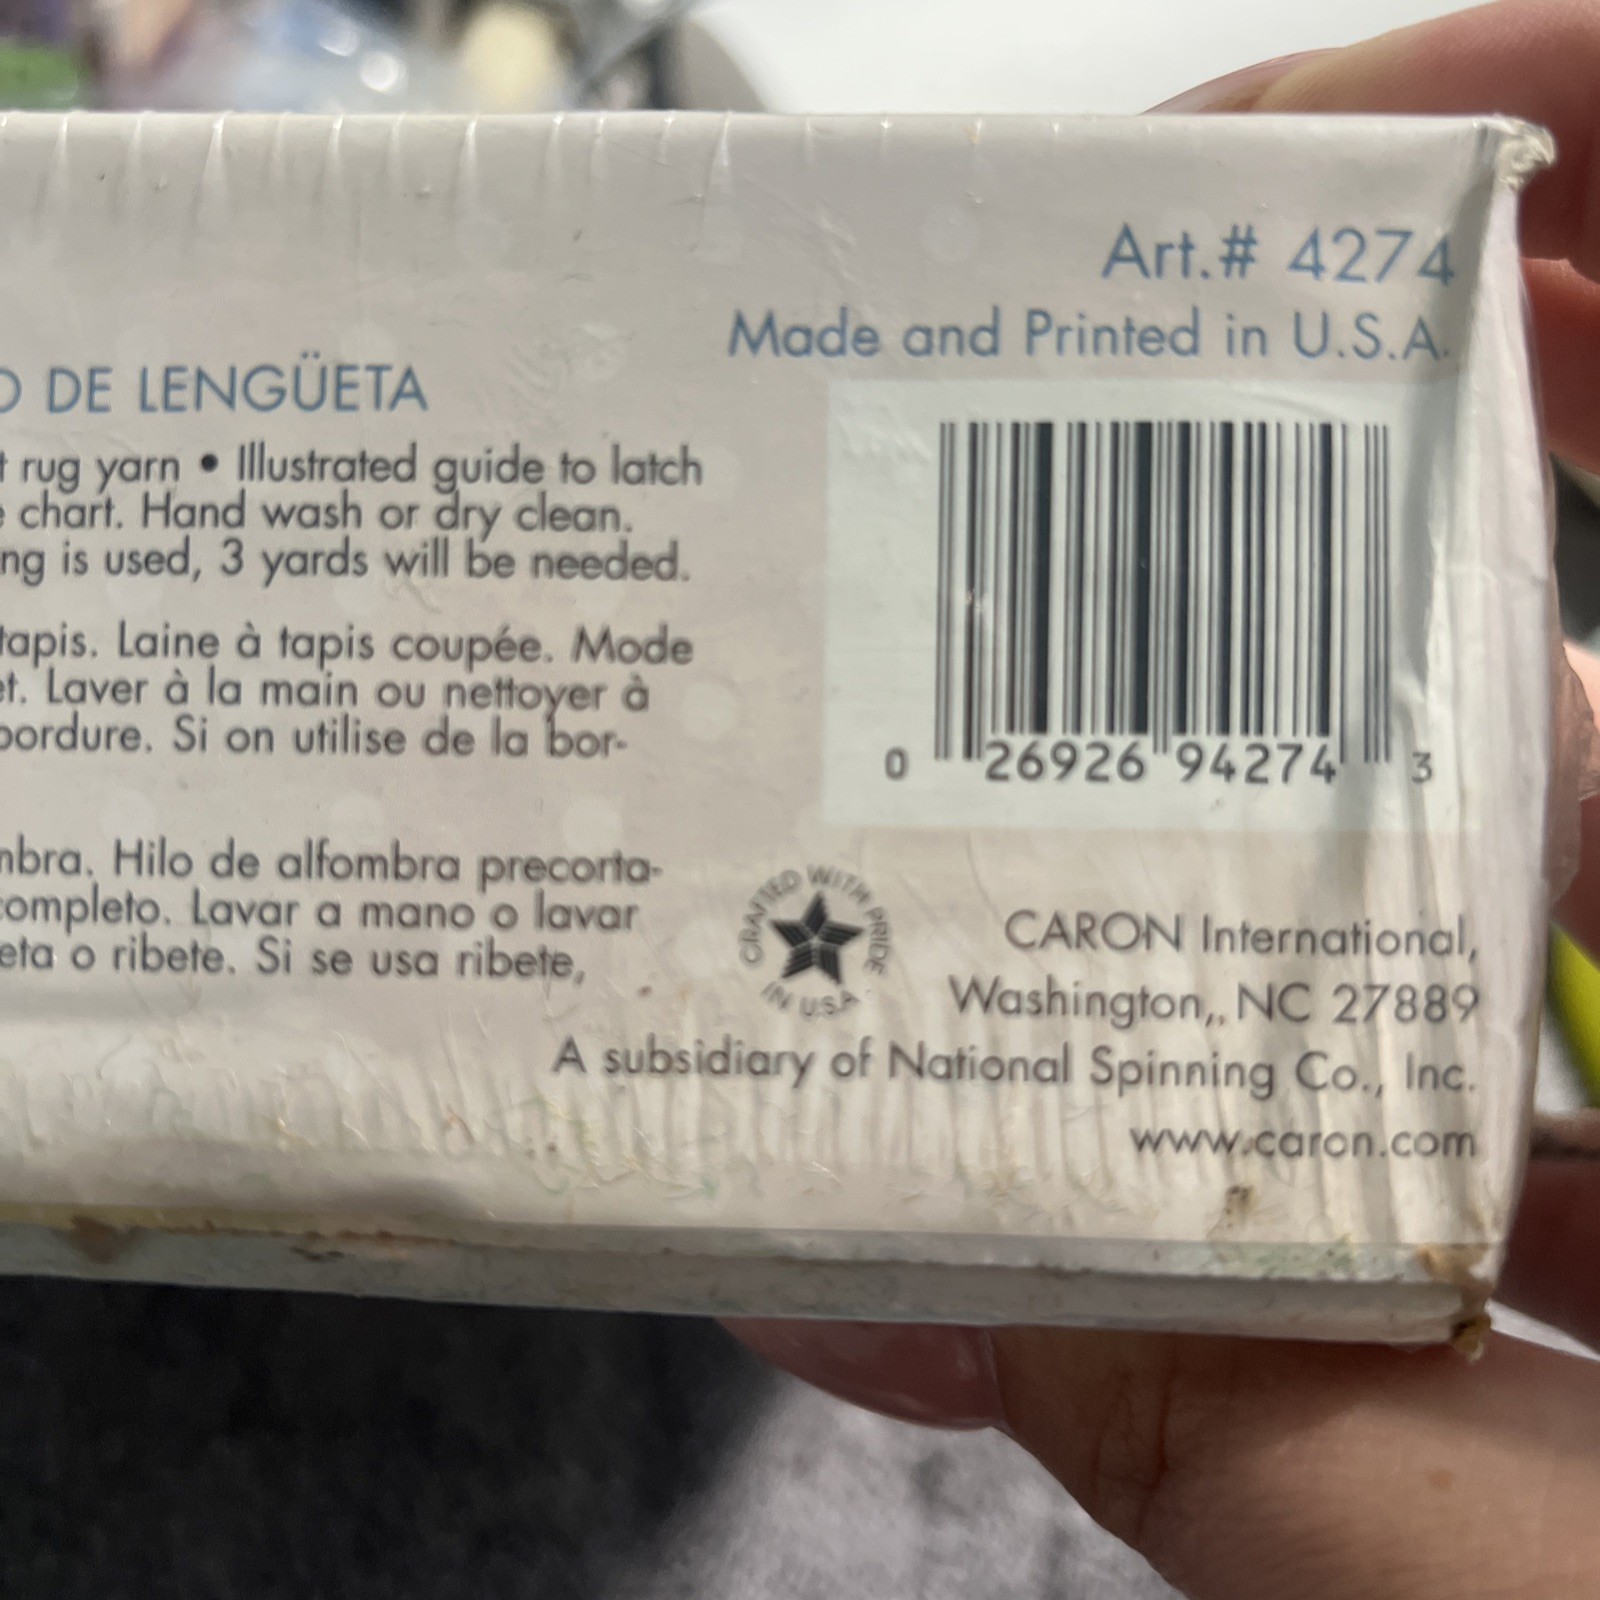 Art.# 4274
Made and Printed in U.S.A.
O DE LENGÜETA
t rug yarn • Illustrated guide to latch
e chart. Hand wash or dry clean.
ng is used, 3 yards will be needed.
tapis. Laine à tapis coupée. Mode
et. Laver à la main ou nettoyer à
bordure. Si on utilise de la bor-
mbra. Hilo de alfombra precorta-
completo. Lavar a mano o lavar
eta o ribete. Si se usa ribete,
0 26926 94274 3
CRAFTED WITH PRIDE
IN U.S.A.
CARON International,
Washington,, NC 27889
A subsidiary of National Spinning Co., Inc.
www.caron.com